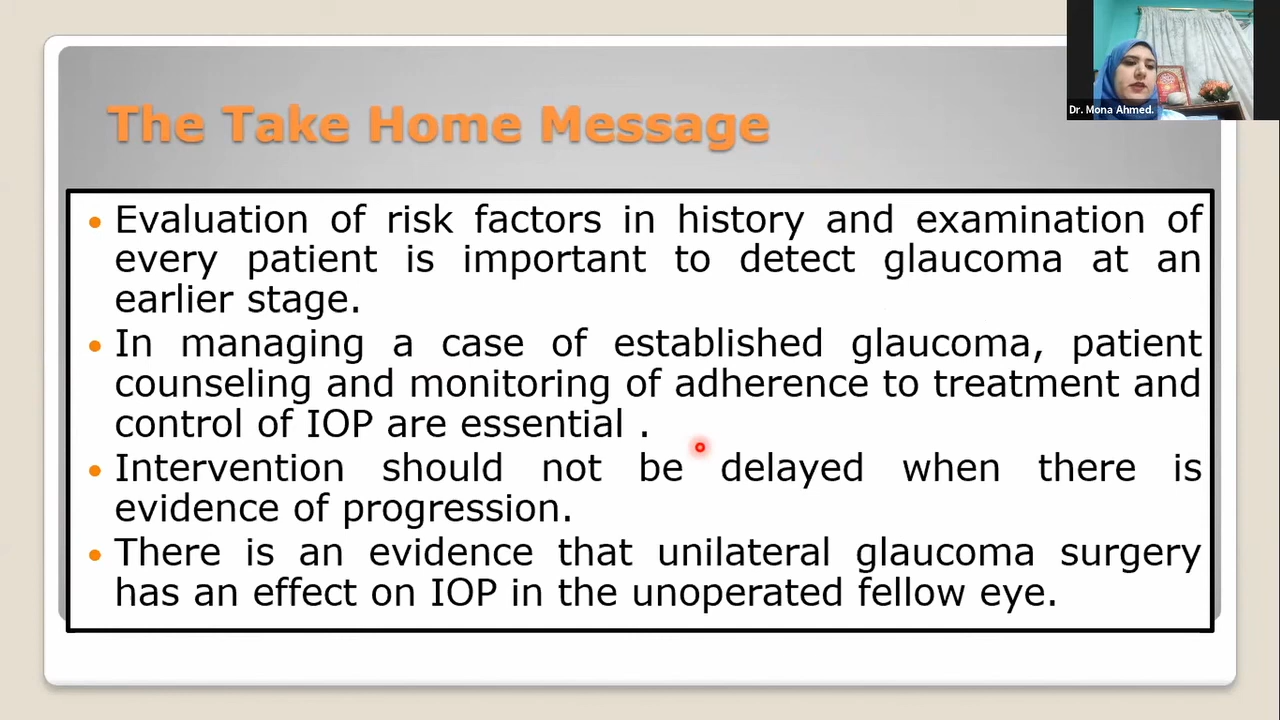 The Take Home Message
Dr. Mona Ahmed.
• Evaluation of risk factors in history and examination of
every patient is important to detect glaucoma at an
earlier stage.
• In managing a case of established glaucoma, patient
counseling and monitoring of adherence to treatment and
control of IOP are essential .
• Intervention should not be delayed when there is
evidence of progression.
• There is an evidence that unilateral glaucoma surgery
has an effect on IOP in the unoperated fellow eye.